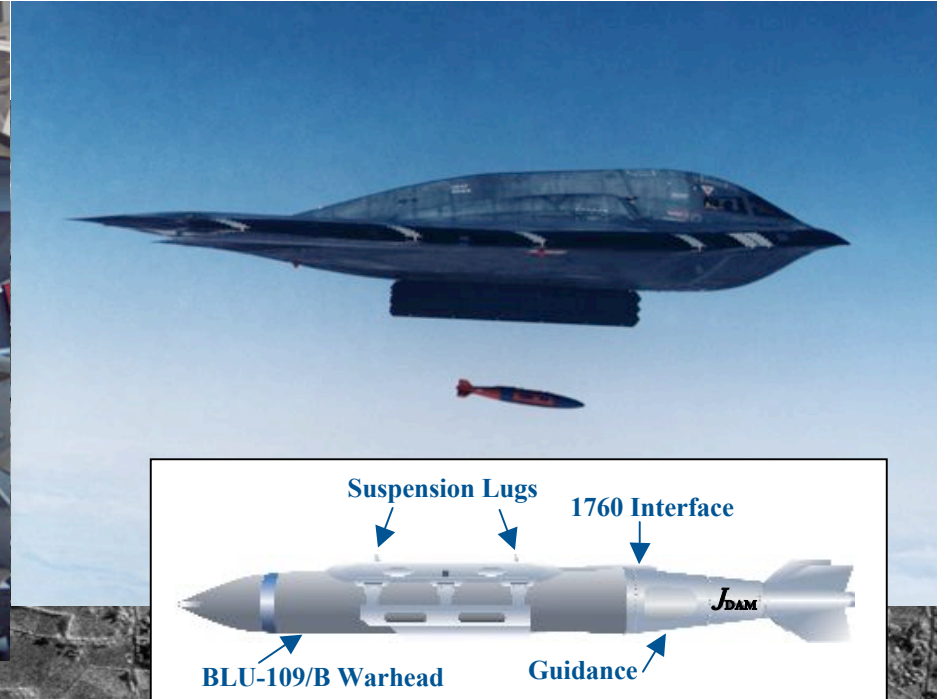 Suspension Lugs
1760 Interface
JDAM
BLU-109/B Warhead
Guidance